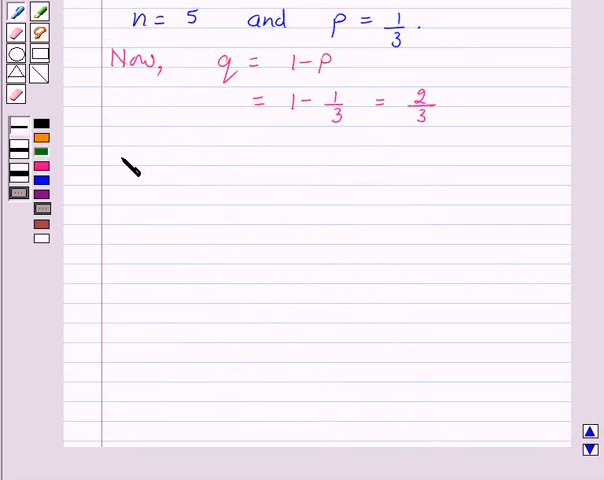 n = 5 and p = 1/3 .
Now, q = 1 - p
= 1 - 1/3 = 2/3